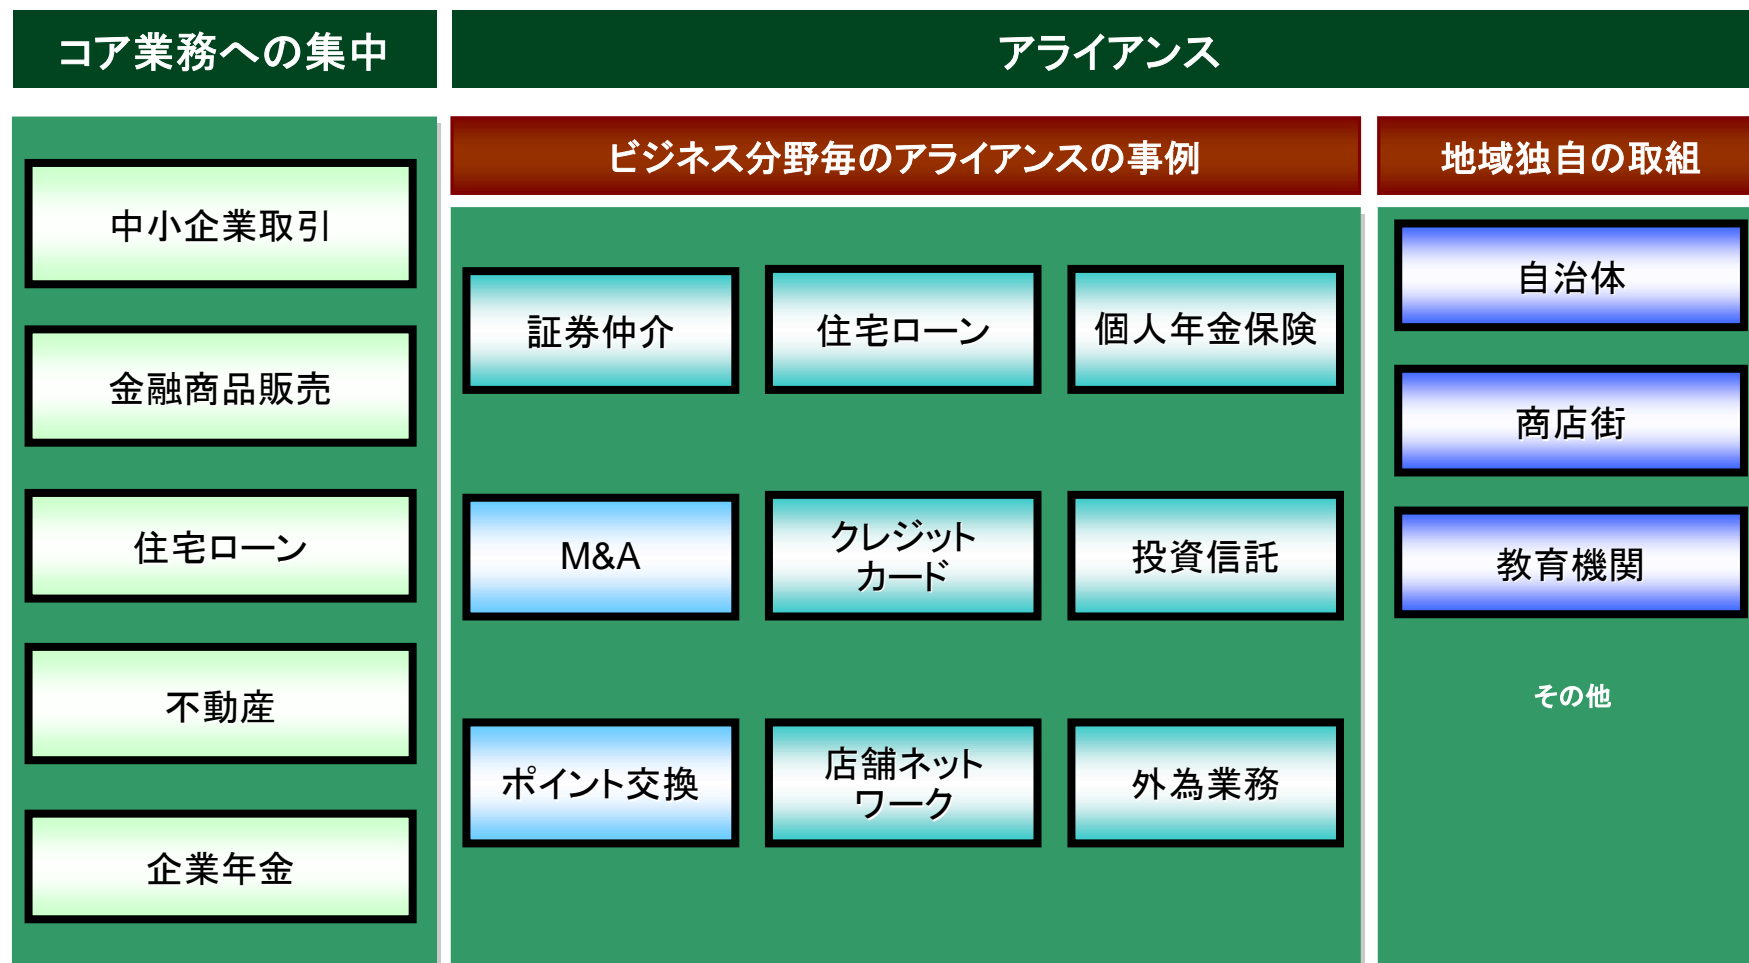 コア業務への集中
アライアンス
中小企業取引
金融商品販売
住宅ローン
不動産
企業年金
ビジネス分野毎のアライアンスの事例
証券仲介
住宅ローン
個人年金保険
M&A
クレジット
カード
投資信託
ポイント交換
店舗ネット
ワーク
外為業務
地域独自の取組
自治体
商店街
教育機関
その他